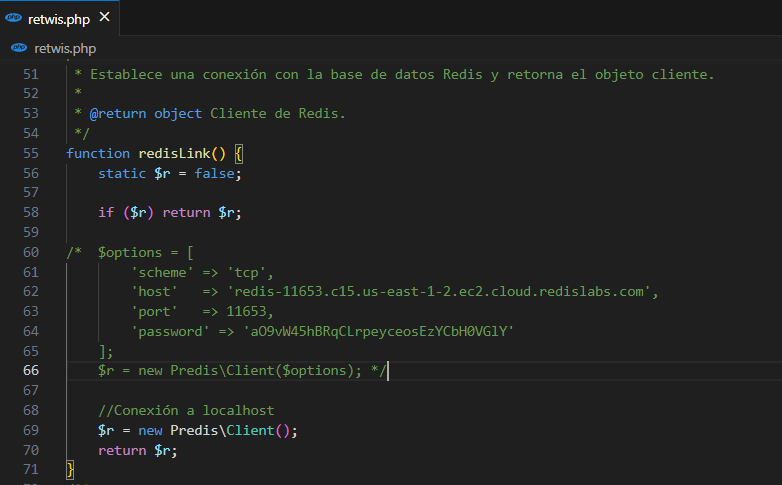 retwis.php
retwis.php
51 * Establece una conexión con la base de datos Redis y retorna el objeto cliente.
52 *
53 * @return object Cliente de Redis.
54 */
55 function redisLink() {
56 static $r = false;
57
58 if ($r) return $r;
59
60 /* $options = [
61 'scheme' => 'tcp',
62 'host' => 'redis-11653.c15.us-east-1-2.ec2.cloud.redislabs.com',
63 'port' => 11653,
64 'password' => 'aO9vW45hBRqCLrpeyceosEzYCbH0VGlY'
65 ];
66 $r = new Predis\Client($options); */
67
68 //Conexión a localhost
69 $r = new Predis\Client();
70 return $r;
71 }